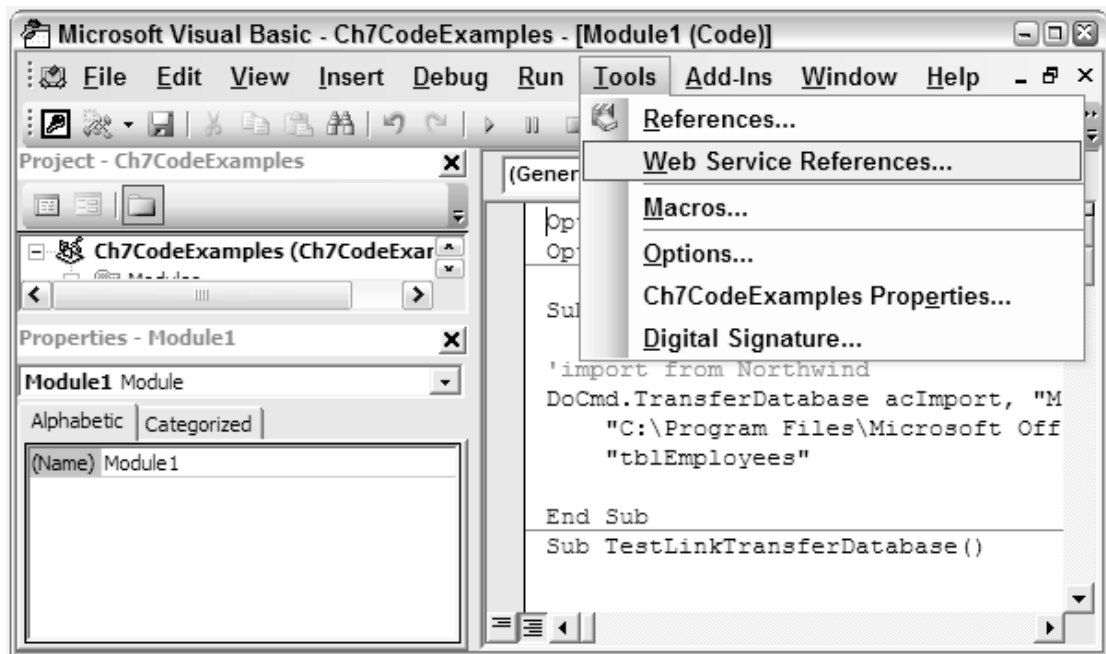 Microsoft Visual Basic - Ch7CodeExamples - [Module1 (Code)]
File Edit View Insert Debug Run Tools Add-Ins Window Help
References...
Web Service References...
Macros...
Options...
Ch7CodeExamples Properties...
Digital Signature...
Project - Ch7CodeExamples
Ch7CodeExamples (Ch7CodeExar
Modules
Properties - Module1
Module1 Module
Alphabetic Categorized
(Name) Module1
(Gener
Op
Op
Su
'import from Northwind
DoCmd.TransferDatabase acImport, "M
"C:\Program Files\Microsoft Off
"tblEmployees"
End Sub
Sub TestLinkTransferDatabase()